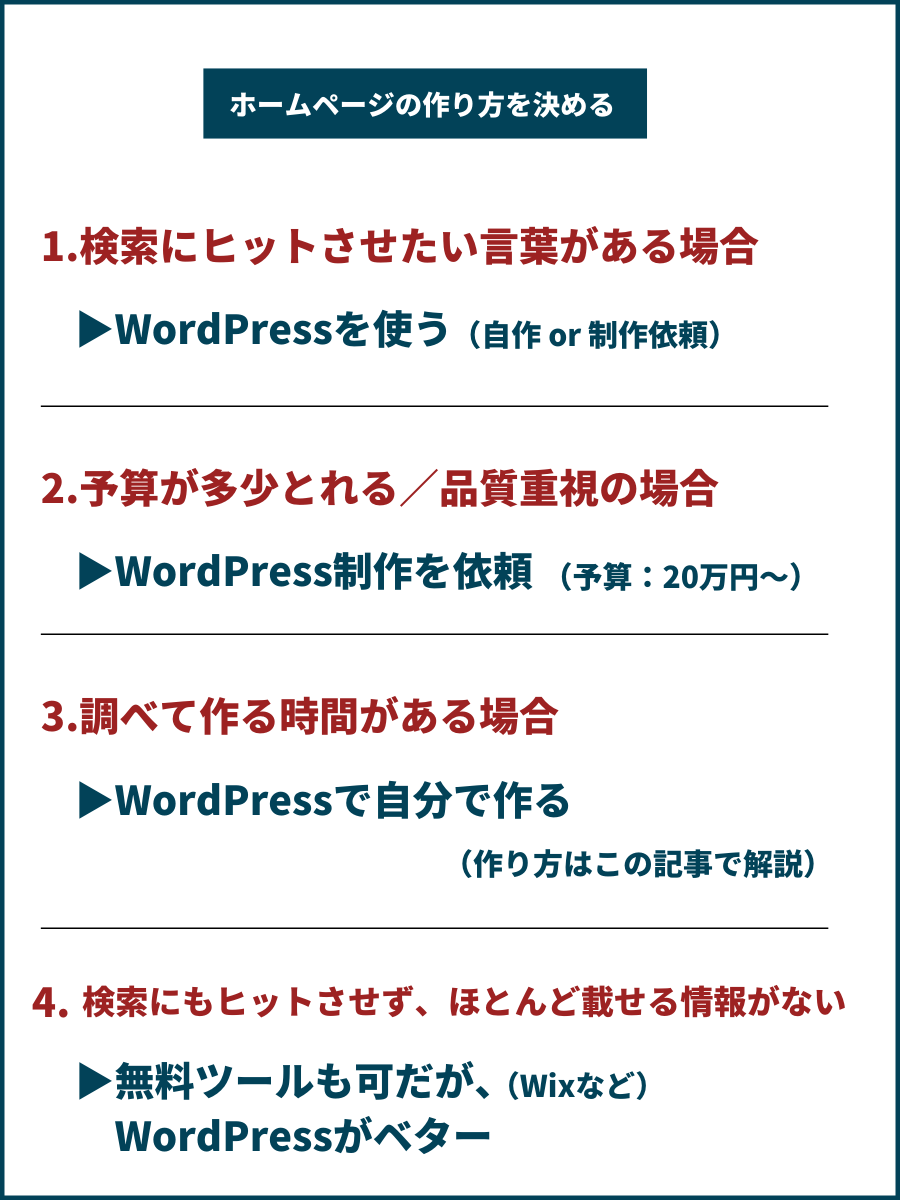 ホームページの作り方を決める
1.検索にヒットさせたい言葉がある場合
▶WordPressを使う（自作 or 制作依頼）
2.予算が多少とれる／品質重視の場合
▶WordPress制作を依頼（予算：20万円〜）
3.調べて作る時間がある場合
▶WordPressで自分で作る
（作り方はこの記事で解説）
4. 検索にもヒットさせず、ほとんど載せる情報がない
▶無料ツールも可だが、（Wixなど）
WordPressがベター